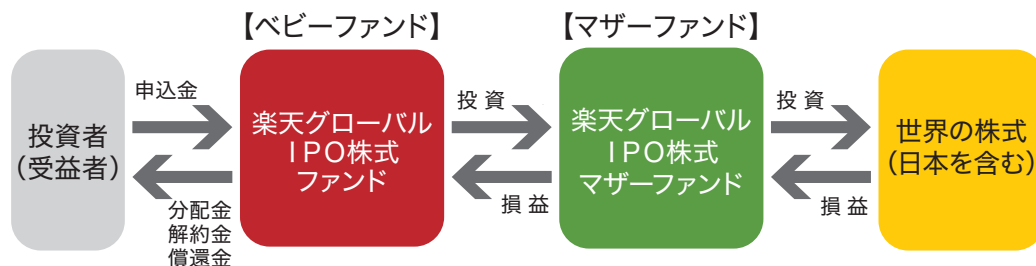 【ベビーファンド】
【マザーファンド】
投資者
（受益者）
申込金
分配金
解約金
償還金
楽天グローバル
ＩＰＯ株式
ファンド
投 資
損 益
楽天グローバル
ＩＰＯ株式
マザーファンド
投 資
損 益
世界の株式
（日本を含む）